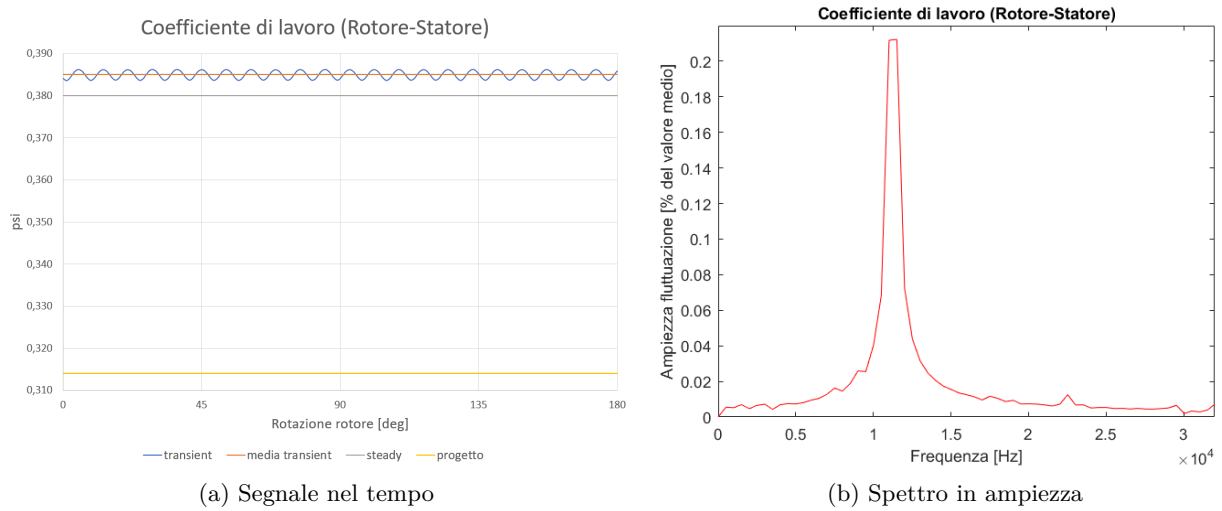 Coefficiente di lavoro (Rotore-Statore)
0,390
0,380
0,370
0,360
0,350
0,340
0,330
0,320
0,310
psi
0 45 90 135 180
Rotazione rotore [deg]
transient media transient steady progetto
(a) Segnale nel tempo
Coefficiente di lavoro (Rotore-Statore)
0.2
0.18
0.16
0.14
0.12
0.1
0.08
0.06
0.04
0.02
0
Ampiezza fluttuazione [% del valore medio]
0 0.5 1 1.5 2 2.5 3
Frequenza [Hz]
×10⁴
(b) Spettro in ampiezza